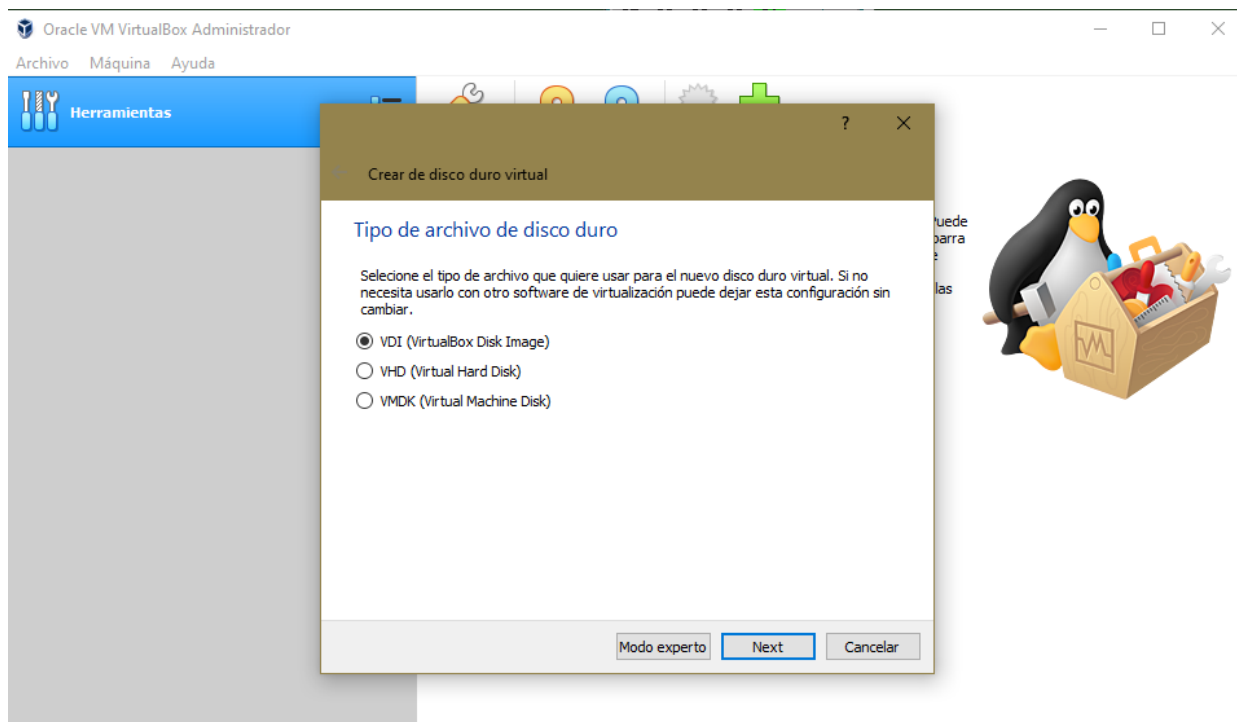 Oracle VM VirtualBox Administrador
Archivo Máquina Ayuda
Herramientas
?
Crear de disco duro virtual
Tipo de archivo de disco duro
Selecione el tipo de archivo que quiere usar para el nuevo disco duro virtual. Si no
necesita usarlo con otro software de virtualización puede dejar esta configuración sin
cambiar.
VDI (VirtualBox Disk Image)
VHD (Virtual Hard Disk)
VMDK (Virtual Machine Disk)
Modo experto Next Cancelar
las